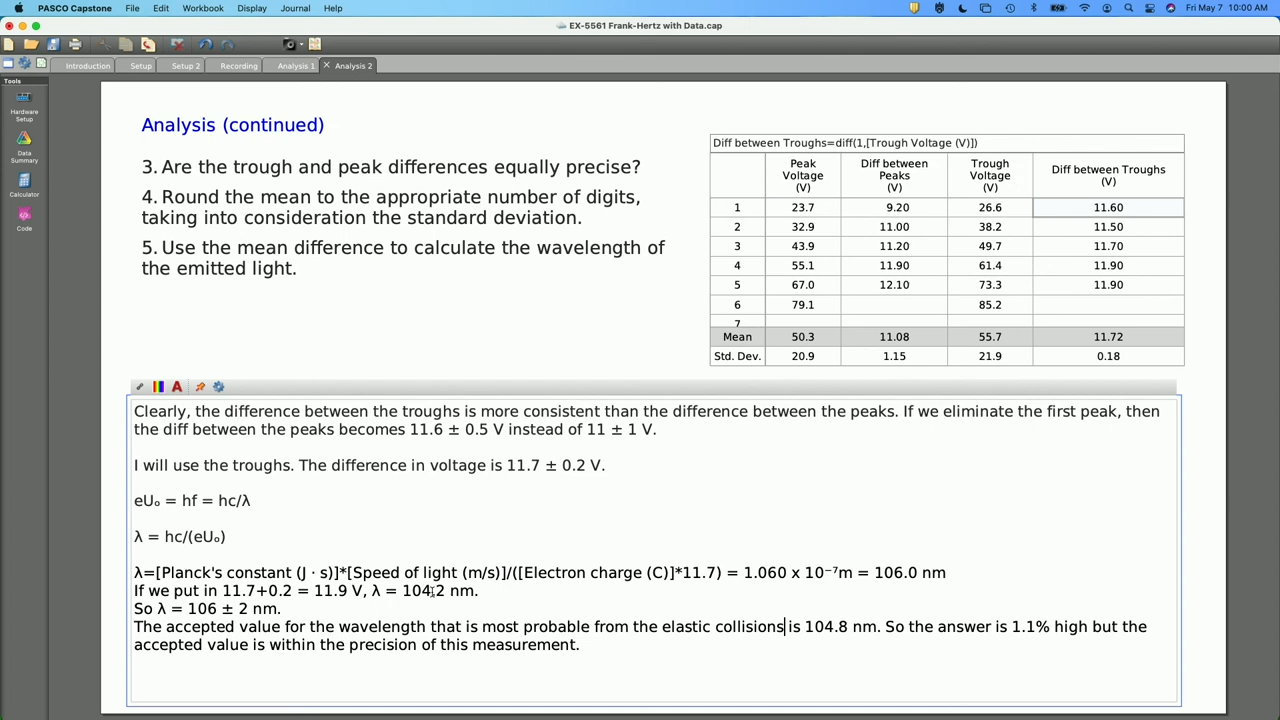 PASCO Capstone File Edit Workbook Display Journal Help Fri May 7 10:00 AM
EX-5561 Frank-Hertz with Data.cap
Introduction Setup Setup 2 Recording Analysis 1 Analysis 2
Tools
Hardware Setup
Data Summary
Calculator
Code
Analysis (continued)
3. Are the trough and peak differences equally precise?
4. Round the mean to the appropriate number of digits,
taking into consideration the standard deviation.
5. Use the mean difference to calculate the wavelength of
the emitted light.
Diff between Troughs=diff(1,[Trough Voltage (V)])
Peak Voltage (V) Diff between Peaks (V) Trough Voltage (V) Diff between Troughs (V)
1 23.7 9.20 26.6 11.60
2 32.9 11.00 38.2 11.50
3 43.9 11.20 49.7 11.70
4 55.1 11.90 61.4 11.90
5 67.0 12.10 73.3 11.90
6 79.1 85.2
7
Mean 50.3 11.08 55.7 11.72
Std. Dev. 20.9 1.15 21.9 0.18
Clearly, the difference between the troughs is more consistent than the difference between the peaks. If we eliminate the first peak, then
the diff between the peaks becomes 11.6 ± 0.5 V instead of 11 ± 1 V.
I will use the troughs. The difference in voltage is 11.7 ± 0.2 V.
eUₒ = hf = hc/λ
λ = hc/(eUₒ)
λ=[Planck's constant (J · s)]*[Speed of light (m/s)]/([Electron charge (C)]*11.7) = 1.060 x 10⁻⁷m = 106.0 nm
If we put in 11.7+0.2 = 11.9 V, λ = 104.2 nm.
So λ = 106 ± 2 nm.
The accepted value for the wavelength that is most probable from the elastic collisions is 104.8 nm. So the answer is 1.1% high but the
accepted value is within the precision of this measurement.